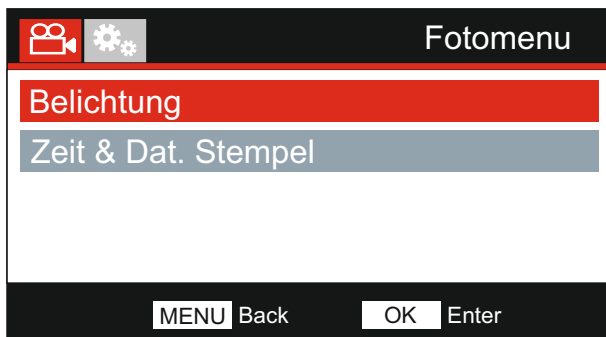 Fotomenu
Belichtung
Zeit & Dat. Stempel
MENU Back OK Enter